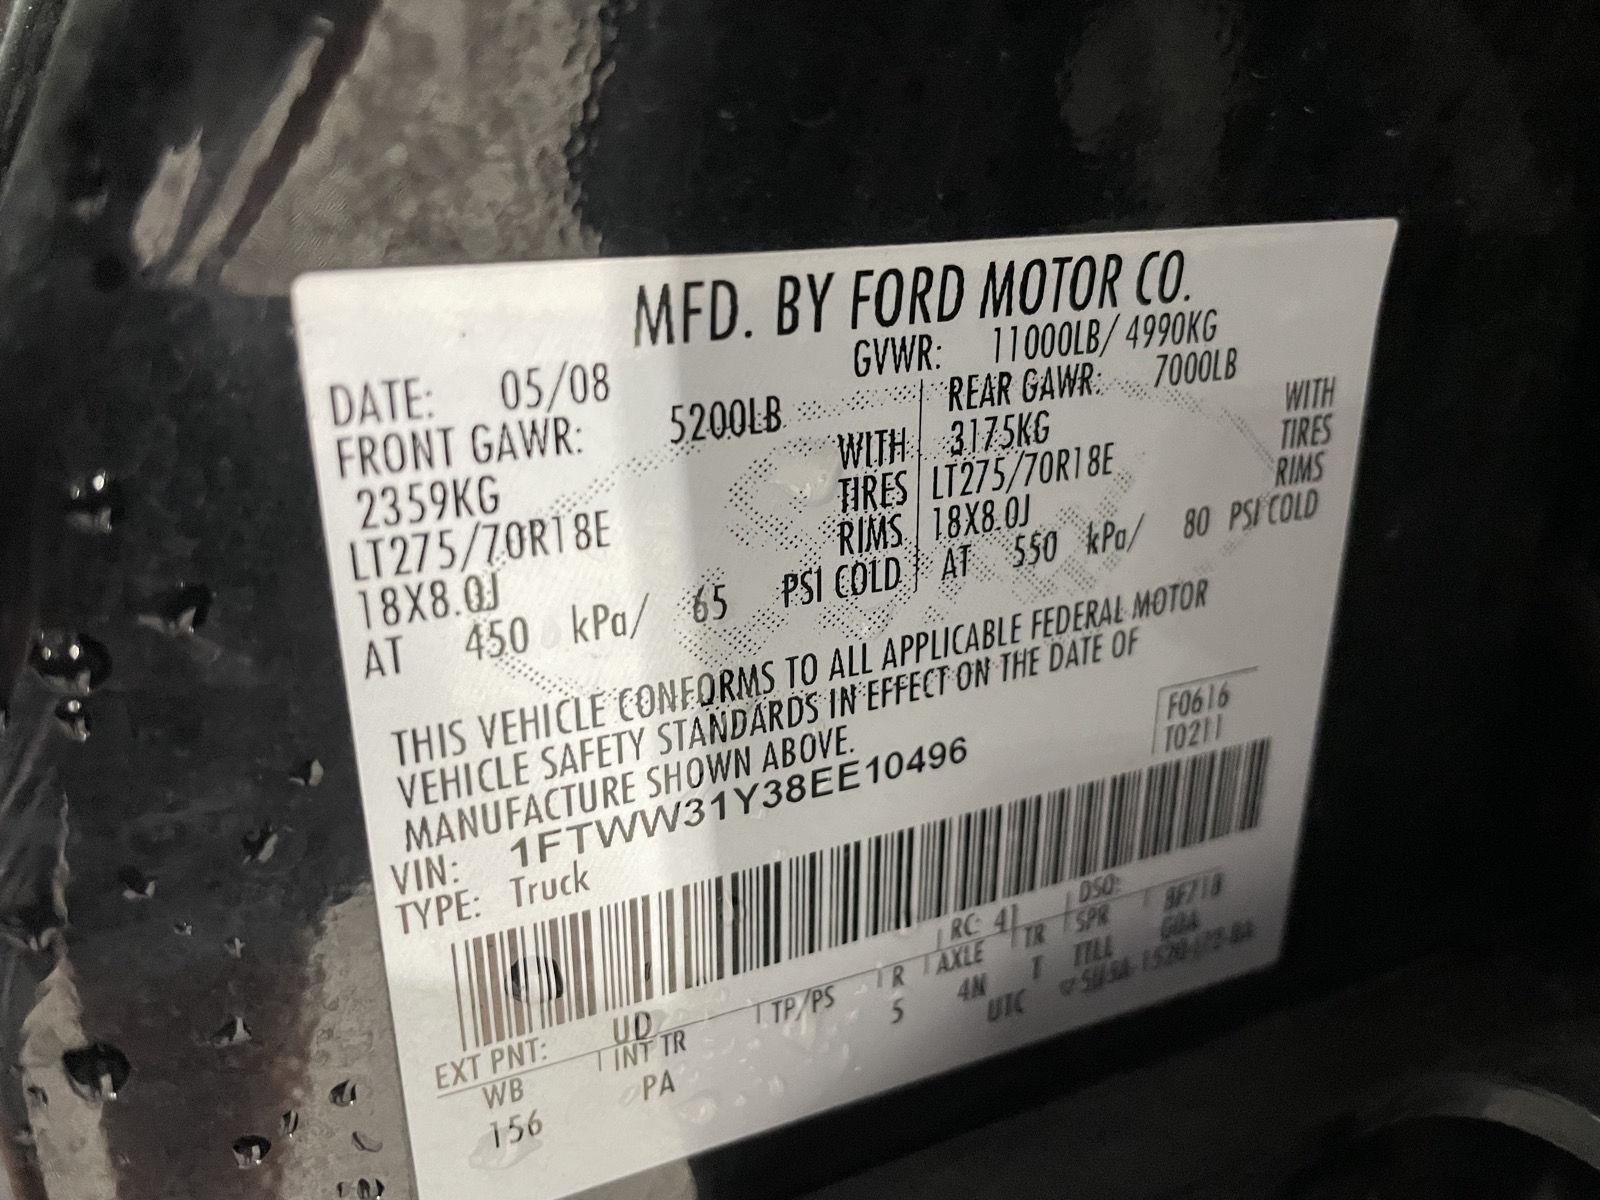 MFD. BY FORD MOTOR CO.
DATE: 05/08 GVWR: 11000LB/ 4990KG
FRONT GAWR: 5200LB REAR GAWR: 7000LB
2359KG WITH 3175KG WITH
LT275/70R18E TIRES LT275/70R18E TIRES
18X8.0J RIMS 18X8.0J RIMS
AT 450 kPa/ 65 PSI COLD AT 550 kPa/ 80 PSI COLD
THIS VEHICLE CONFORMS TO ALL APPLICABLE FEDERAL MOTOR
VEHICLE SAFETY STANDARDS IN EFFECT ON THE DATE OF
MANUFACTURE SHOWN ABOVE.
F0616
T0211
VIN: 1FTWW31Y38EE10496
TYPE: Truck
EXT PNT: UD RC: 41 DSO:
WB INT TR TP/PS R AXLE TR SPR
156 PA 5 4N T
UTC